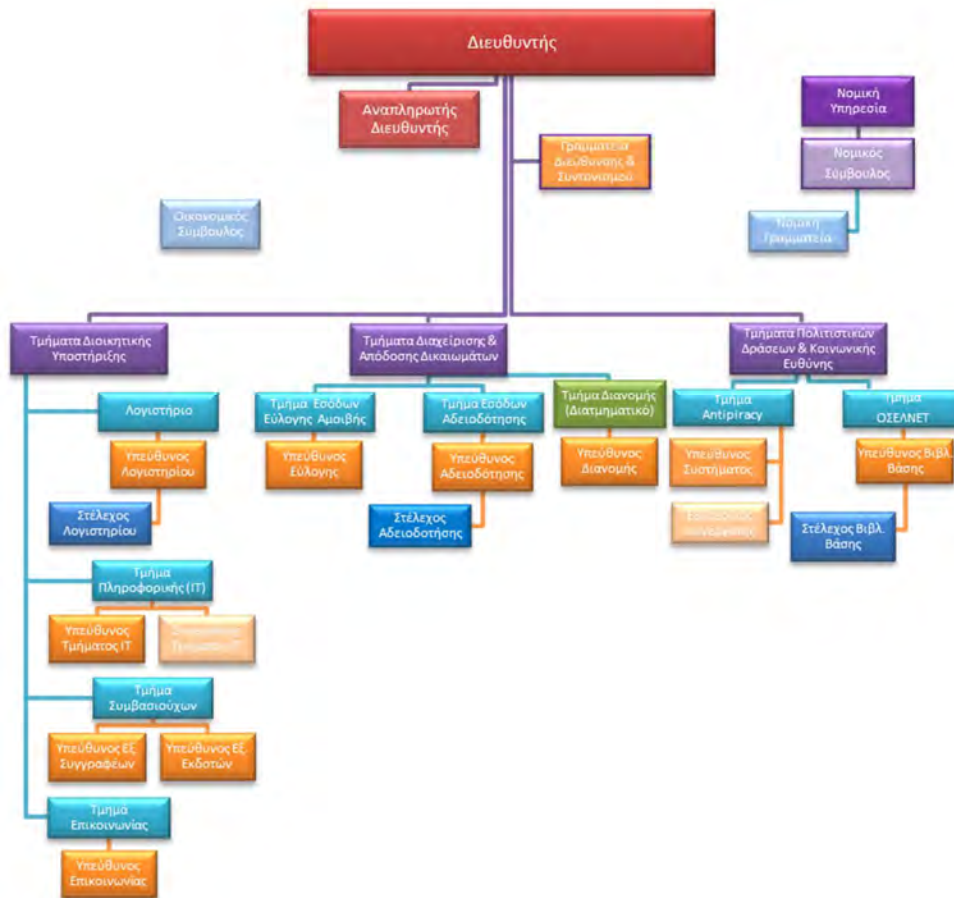 Διευθυντής
Αναπληρωτής
Διευθυντής
Γραμματεία
Διεύθυνσης &
Συντονισμού
Νομική
Υπηρεσία
Νομικός
Σύμβουλος
Νομική
Γραμματεία
Οικονομικός
Σύμβουλος
Τμήματα Διοικητικής
Υποστήριξης
Τμήματα Διαχείρισης &
Απόδοσης Δικαιωμάτων
Τμήματα Πολιτιστικών
Δράσεων & Κοινωνικής
Ευθύνης
Λογιστήριο
Υπεύθυνος
Λογιστηρίου
Στέλεχος
Λογιστηρίου
Τμήμα
Πληροφορικής (IT)
Υπεύθυνος
Τμήματος IT
Τμήμα
Συμβασιούχων
Υπεύθυνος Εξ.
Συγγραφέων
Υπεύθυνος Εξ.
Εκδοτών
Τμημα
Επικοινωνίας
Υπεύθυνος
Επικοινωνίας
Τμήμα Εσόδων
Εύλογης Αμοιβής
Υπεύθυνος
Εύλογης
Τμήμα Εσόδων
Αδειοδότησης
Υπεύθυνος
Αδειοδότησης
Στέλεχος
Αδειοδοτήσης
Τμήμα Διανομής
(Διατμηματικό)
Υπεύθυνος
Διανομής
Τμήμα
Antipiracy
Υπεύθυνος
Συστήματος
Τμήμα
ΟΣΕΛNET
Υπεύθυνος Βιβλ.
Βάσης
Στέλεχος Βιβλ.
Βάσης